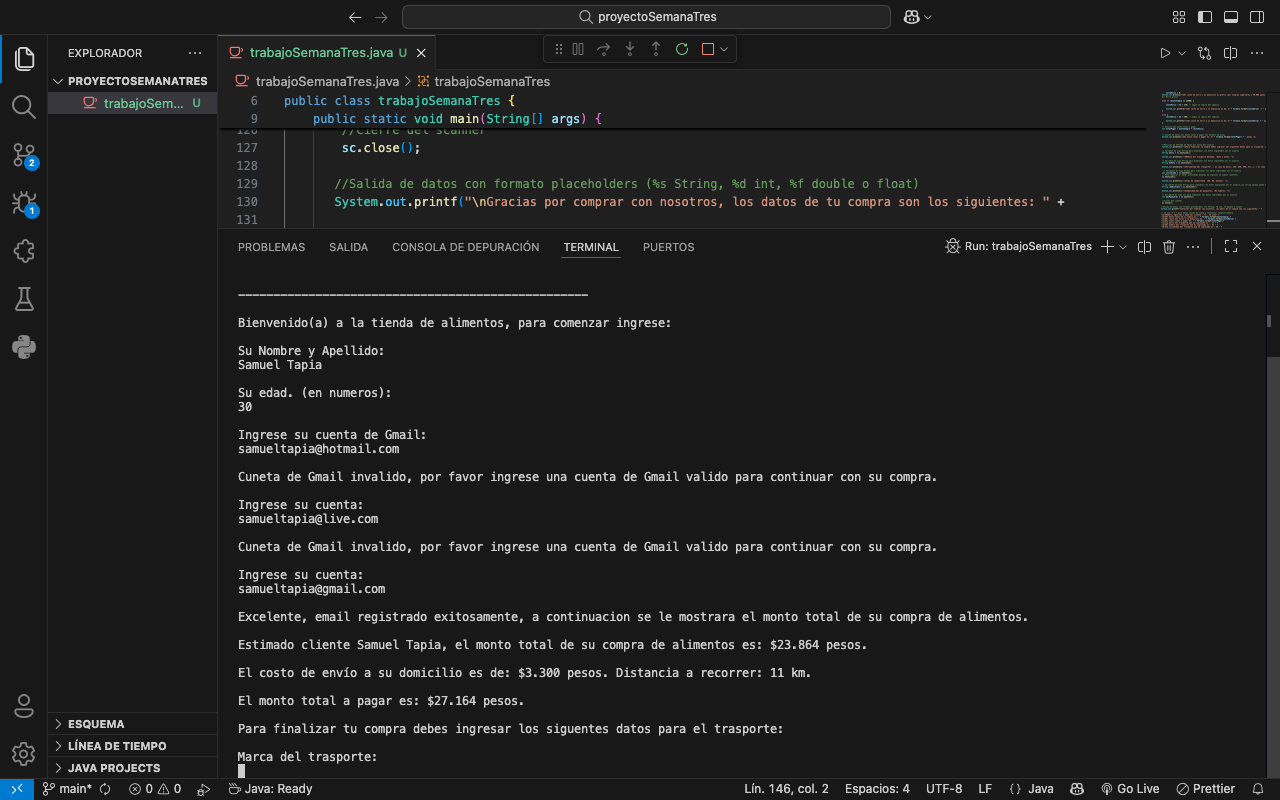 proyectoSemanaTres
EXPLORADOR
trabajoSemanaTres.java U
PROYECTOSEMANATRES
trabajoSemanaTres.java > trabajoSemanaTres
trabajoSem... U
6 public class trabajoSemanaTres {
9 public static void main(String[] args) {
126 //Cierre del scanner
127 sc.close();
128
129 //Salida de datos con formato placeholders (%s String, %d int, %f double o float)
130 System.out.printf("\nGracias por comprar con nosotros, los datos de tu compra son los siguientes: " +
131
2
1
PROBLEMAS SALIDA CONSOLA DE DEPURACIÓN TERMINAL PUERTOS
Run: trabajoSemanaTres
--------------------------------------------------
Bienvenido(a) a la tienda de alimentos, para comenzar ingrese:
Su Nombre y Apellido:
Samuel Tapia
Su edad. (en numeros):
30
Ingrese su cuenta de Gmail:
samueltapia@hotmail.com
Cuneta de Gmail invalido, por favor ingrese una cuenta de Gmail valido para continuar con su compra.
Ingrese su cuenta:
samueltapia@live.com
Cuneta de Gmail invalido, por favor ingrese una cuenta de Gmail valido para continuar con su compra.
Ingrese su cuenta:
samueltapia@gmail.com
Excelente, email registrado exitosamente, a continuacion se le mostrara el monto total de su compra de alimentos.
Estimado cliente Samuel Tapia, el monto total de su compra de alimentos es: $23.864 pesos.
El costo de envío a su domicilio es de: $3.300 pesos. Distancia a recorrer: 11 km.
El monto total a pagar es: $27.164 pesos.
Para finalizar tu compra debes ingresar los siguentes datos para el trasporte:
Marca del trasporte:
ESQUEMA
LÍNEA DE TIEMPO
JAVA PROJECTS
main* 0 0 Java: Ready Lín. 146, col. 2 Espacios: 4 UTF-8 LF {} Java Go Live Prettier